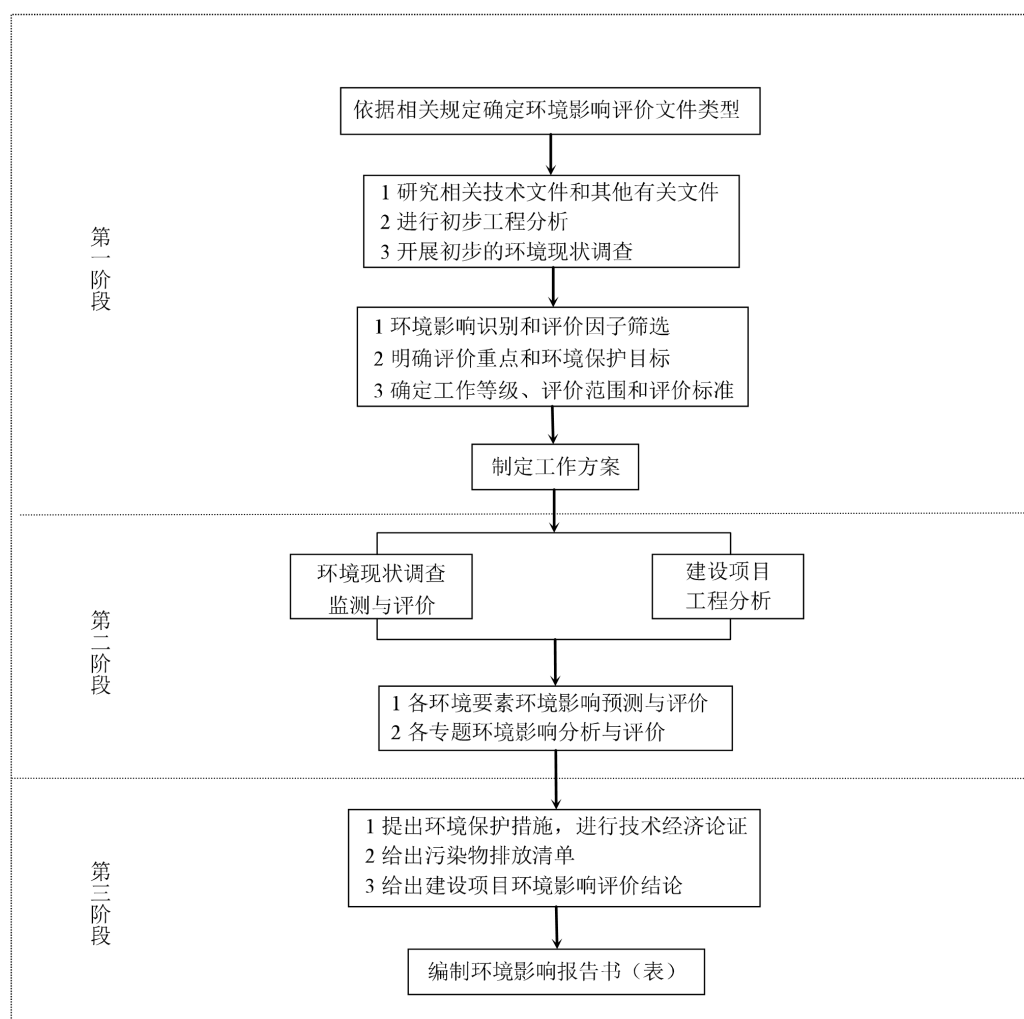 依据相关规定确定环境影响评价文件类型
1 研究相关技术文件和其他有关文件
2 进行初步工程分析
3 开展初步的环境现状调查
第一阶段
1 环境影响识别和评价因子筛选
2 明确评价重点和环境保护目标
3 确定工作等级、评价范围和评价标准
制定工作方案
环境现状调查
监测与评价
建设项目
工程分析
第二阶段
1 各环境要素环境影响预测与评价
2 各专题环境影响分析与评价
1 提出环境保护措施，进行技术经济论证
2 给出污染物排放清单
3 给出建设项目环境影响评价结论
第三阶段
编制环境影响报告书（表）